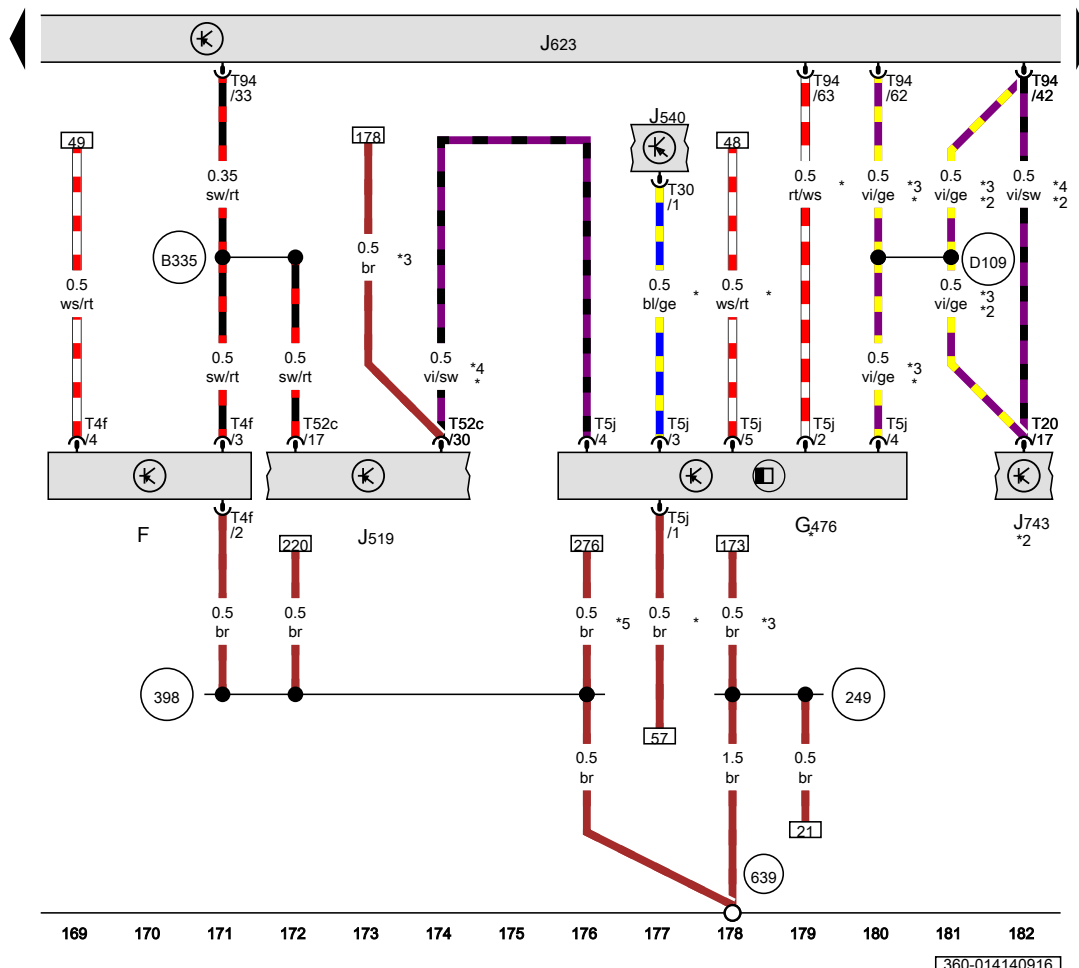 J623
T94
/33
T94
/63
T94
/62
T94
/42
49
178
J540
48
T30
/1
0.35
sw/rt
0.5
rt/ws
*
0.5
vi/ge
*3
*
0.5
vi/ge
*3
*2
0.5
vi/sw
*4
*2
B335
0.5
br
*3
D109
0.5
ws/rt
0.5
bl/ge
*
0.5
ws/rt
*
0.5
vi/ge
*3
*2
0.5
sw/rt
0.5
sw/rt
0.5
vi/sw
*4
*
0.5
vi/ge
*3
*
T4f
/4
T4f
/3
T52c
/17
T52c
/30
T5j
/4
T5j
/3
T5j
/5
T5j
/2
T5j
/4
T20
/17
F
T4f
/2
J519
T5j
/1
G476
*
J743
*2
220
276
173
0.5
br
0.5
br
0.5
br
*5
0.5
br
*
0.5
br
*3
398
249
57
0.5
br
1.5
br
0.5
br
21
639
169 170 171 172 173 174 175 176 177 178 179 180 181 182
360-014140916